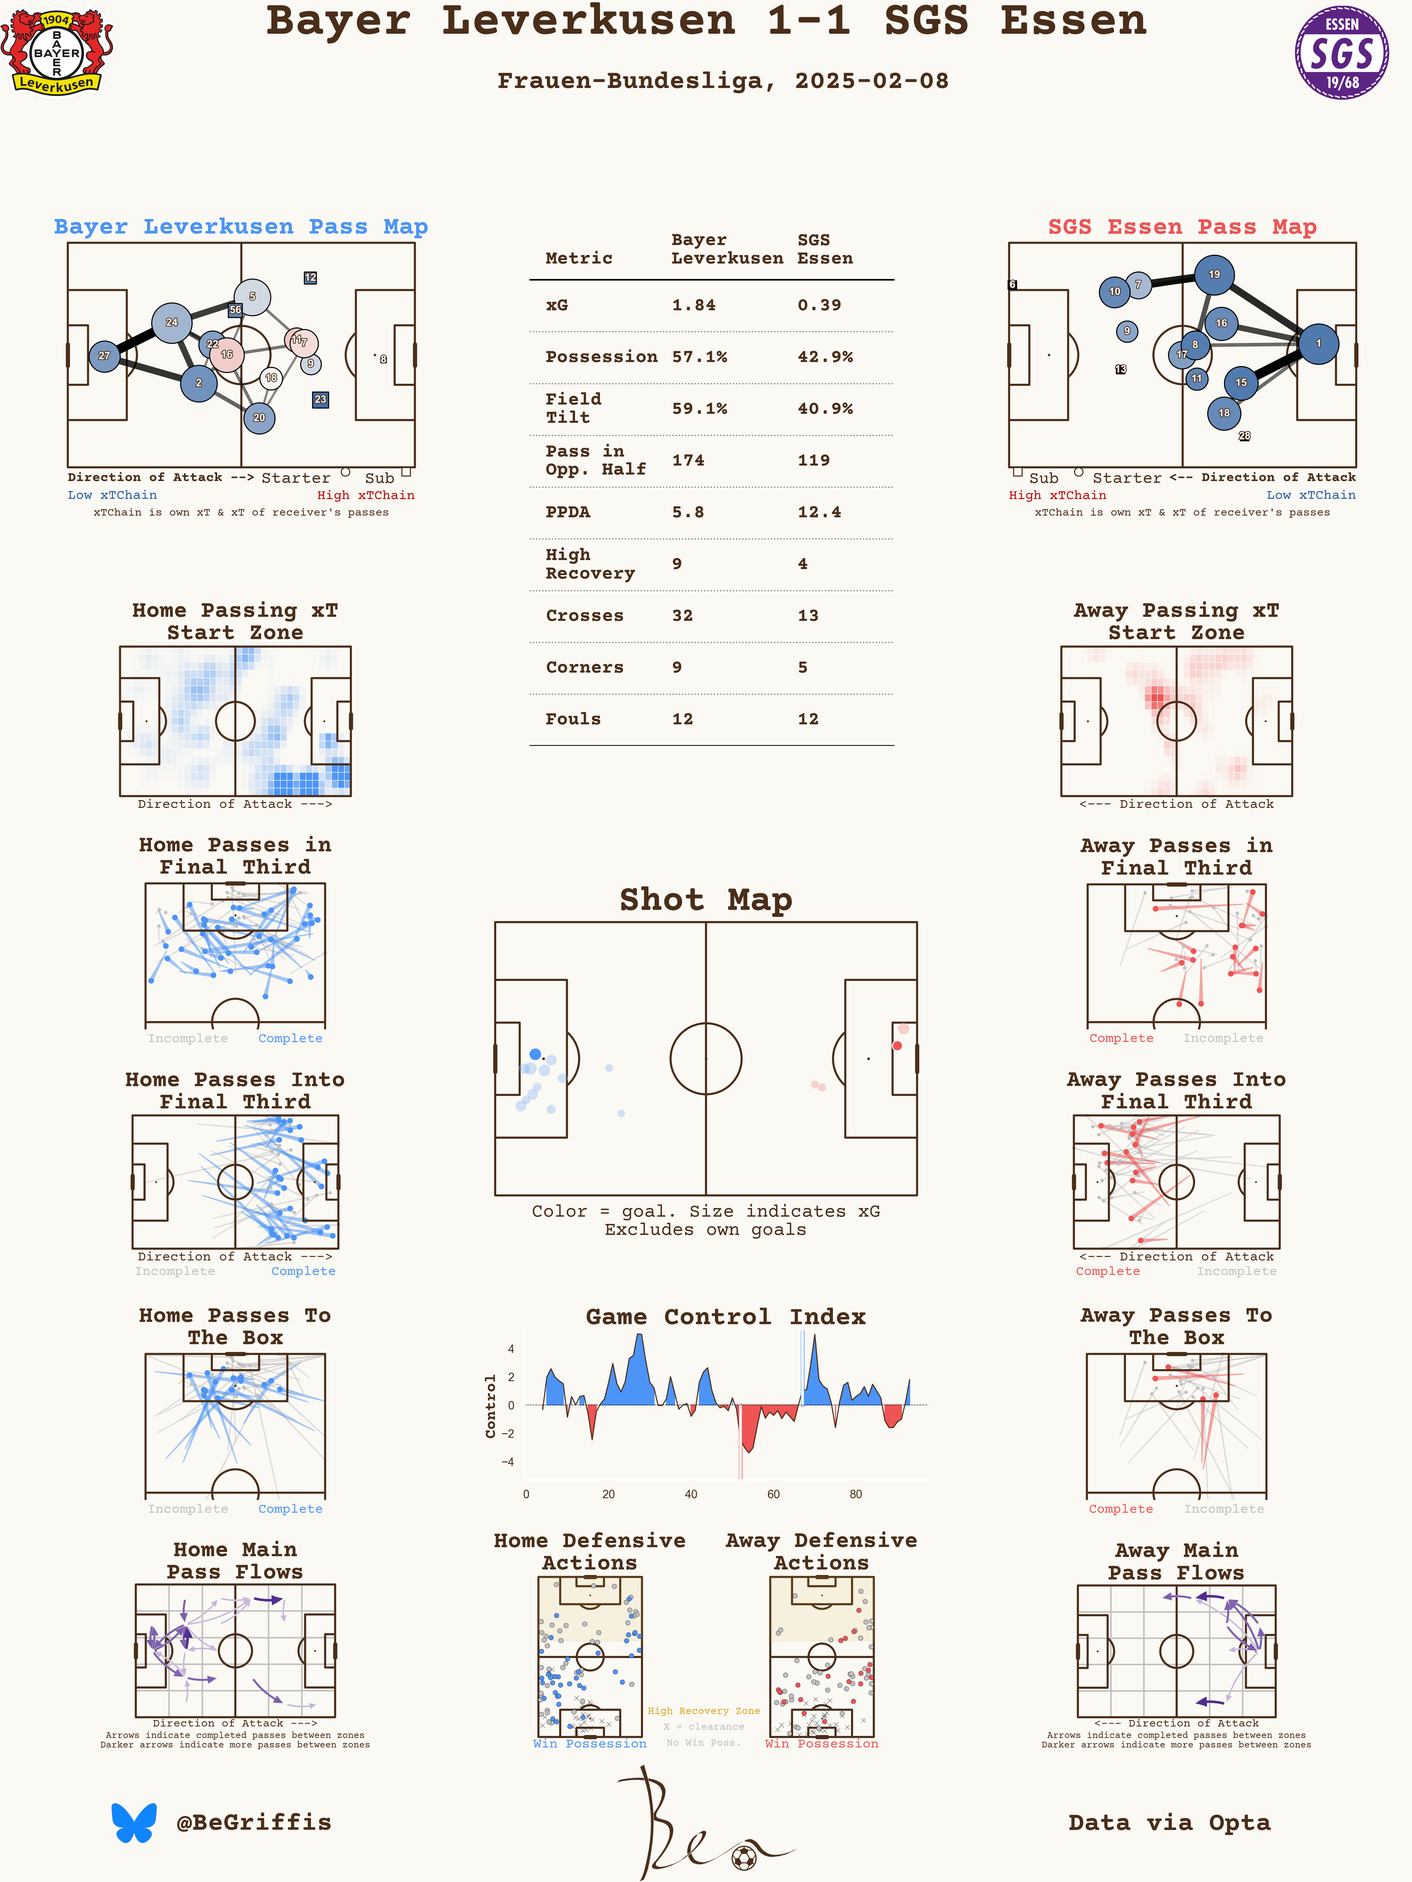 Bayer Leverkusen 1-1 SGS Essen
Frauen-Bundesliga, 2025-02-08
1904
BAYER
BAYER
Leverkusen
ESSEN
SGS
19/68
Bayer Leverkusen Pass Map
12
5
56
24
22
16
11
7
27
9
8
18
2
23
20
Direction of Attack --> Starter Sub
Low xTChain High xTChain
xTChain is own xT & xT of receiver's passes
Metric Bayer Leverkusen SGS Essen
xG 1.84 0.39
Possession 57.1% 42.9%
Field Tilt 59.1% 40.9%
Pass in Opp. Half 174 119
PPDA 5.8 12.4
High Recovery 9 4
Crosses 32 13
Corners 9 5
Fouls 12 12
SGS Essen Pass Map
6
10
7
19
9
16
8
17
1
13
11
15
18
28
Sub Starter <-- Direction of Attack
High xTChain Low xTChain
xTChain is own xT & xT of receiver's passes
Home Passing xT
Start Zone
Direction of Attack --->
Away Passing xT
Start Zone
<--- Direction of Attack
Home Passes in
Final Third
Incomplete Complete
Away Passes in
Final Third
Complete Incomplete
Shot Map
Color = goal. Size indicates xG
Excludes own goals
Home Passes Into
Final Third
Direction of Attack --->
Incomplete Complete
Away Passes Into
Final Third
<--- Direction of Attack
Complete Incomplete
Home Passes To
The Box
Incomplete Complete
Game Control Index
Control
4
2
0
−2
−4
0 20 40 60 80
Away Passes To
The Box
Complete Incomplete
Home Main
Pass Flows
Direction of Attack --->
Arrows indicate completed passes between zones
Darker arrows indicate more passes between zones
Home Defensive
Actions
Win Possession
High Recovery Zone
X = clearance
No Win Poss.
Away Defensive
Actions
Win Possession
Away Main
Pass Flows
<--- Direction of Attack
Arrows indicate completed passes between zones
Darker arrows indicate more passes between zones
@BeGriffis
Ben
Data via Opta